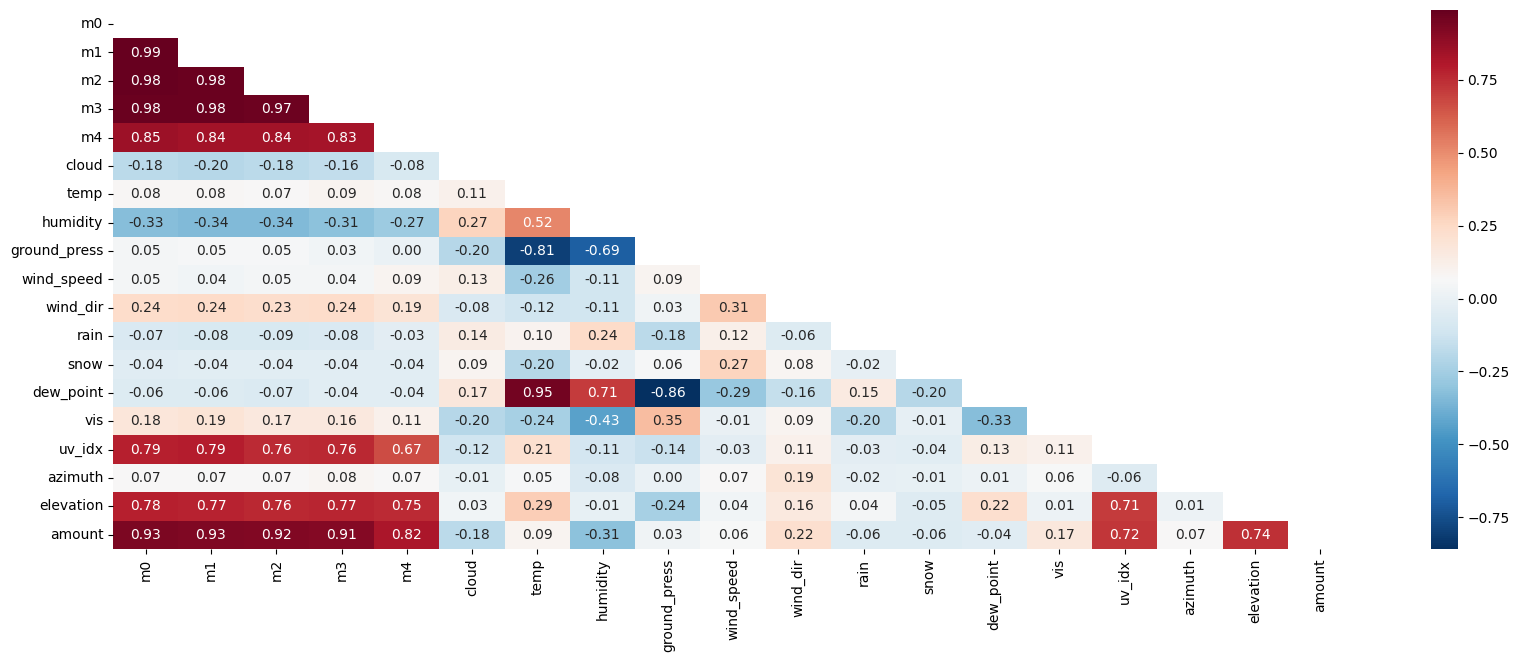 m0
m1 0.99
m2 0.98 0.98
m3 0.98 0.98 0.97
m4 0.85 0.84 0.84 0.83
cloud -0.18 -0.20 -0.18 -0.16 -0.08
temp 0.08 0.08 0.07 0.09 0.08 0.11
humidity -0.33 -0.34 -0.34 -0.31 -0.27 0.27 0.52
ground_press 0.05 0.05 0.05 0.03 0.00 -0.20 -0.81 -0.69
wind_speed 0.05 0.04 0.05 0.04 0.09 0.13 -0.26 -0.11 0.09
wind_dir 0.24 0.24 0.23 0.24 0.19 -0.08 -0.12 -0.11 0.03 0.31
rain -0.07 -0.08 -0.09 -0.08 -0.03 0.14 0.10 0.24 -0.18 0.12 -0.06
snow -0.04 -0.04 -0.04 -0.04 -0.04 0.09 -0.20 -0.02 0.06 0.27 0.08 -0.02
dew_point -0.06 -0.06 -0.07 -0.04 -0.04 0.17 0.95 0.71 -0.86 -0.29 -0.16 0.15 -0.20
vis 0.18 0.19 0.17 0.16 0.11 -0.20 -0.24 -0.43 0.35 -0.01 0.09 -0.20 -0.01 -0.33
uv_idx 0.79 0.79 0.76 0.76 0.67 -0.12 0.21 -0.11 -0.14 -0.03 0.11 -0.03 -0.04 0.13 0.11
azimuth 0.07 0.07 0.07 0.08 0.07 -0.01 0.05 -0.08 0.00 0.07 0.19 -0.02 -0.01 0.01 0.06 -0.06
elevation 0.78 0.77 0.76 0.77 0.75 0.03 0.29 -0.01 -0.24 0.04 0.16 0.04 -0.05 0.22 0.01 0.71 0.01
amount 0.93 0.93 0.92 0.91 0.82 -0.18 0.09 -0.31 0.03 0.06 0.22 -0.06 -0.06 -0.04 0.17 0.72 0.07 0.74
m0 m1 m2 m3 m4 cloud temp humidity ground_press wind_speed wind_dir rain snow dew_point vis uv_idx azimuth elevation amount
0.75
0.50
0.25
0.00
−0.25
−0.50
−0.75